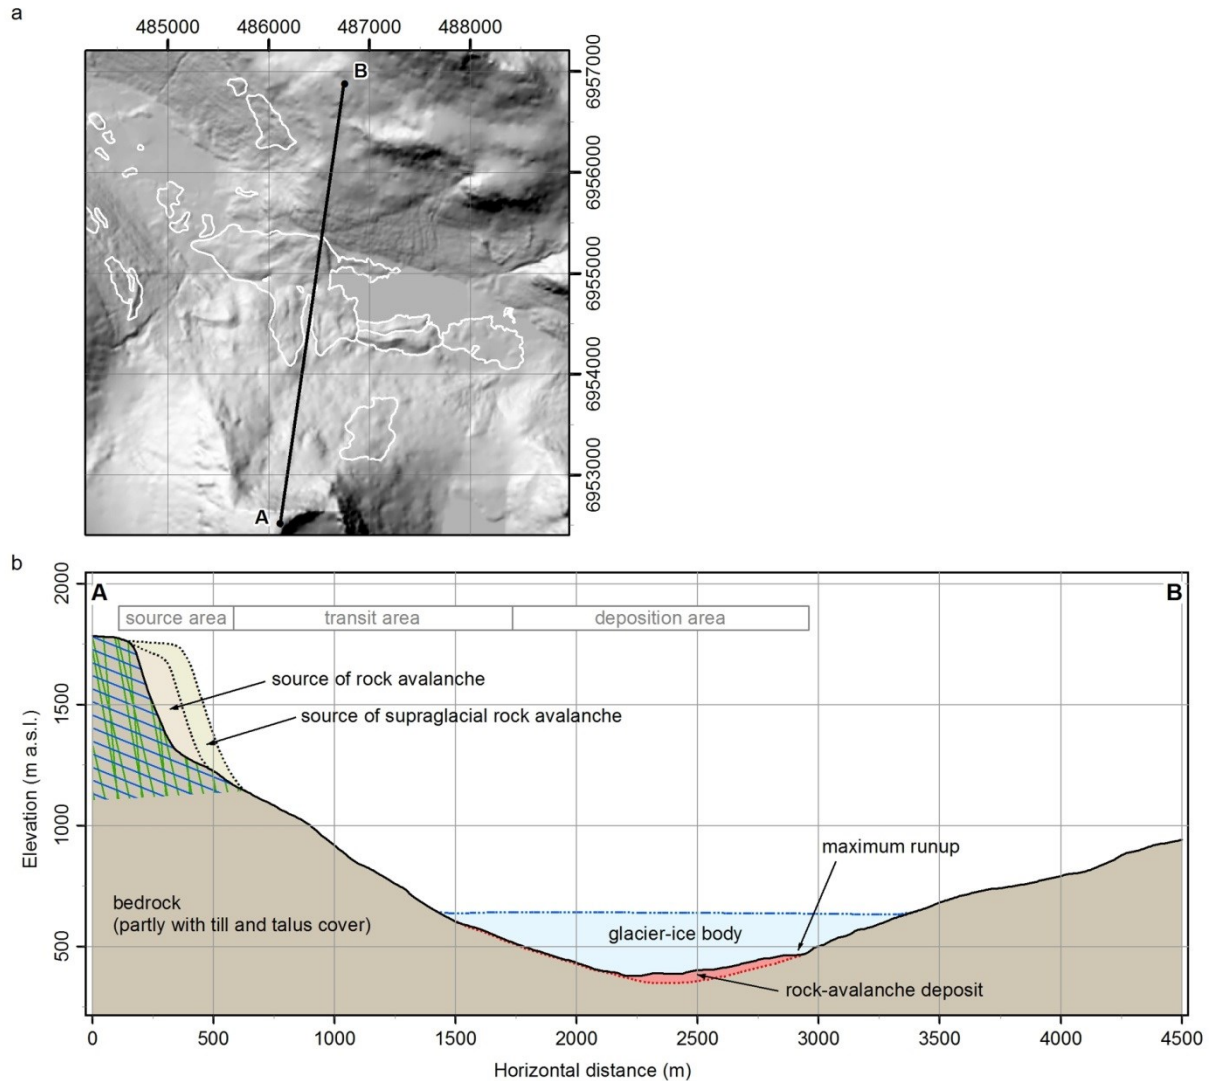 a
485000 486000 487000 488000
B
6957000
6956000
6955000
6954000
6953000
A
b
A
B
2000
1500
1000
500
Elevation (m a.s.l.)
source area
transit area
deposition area
source of rock avalanche
source of supraglacial rock avalanche
maximum runup
bedrock
(partly with till and talus cover)
glacier-ice body
rock-avalanche deposit
0 500 1000 1500 2000 2500 3000 3500 4000 4500
Horizontal distance (m)